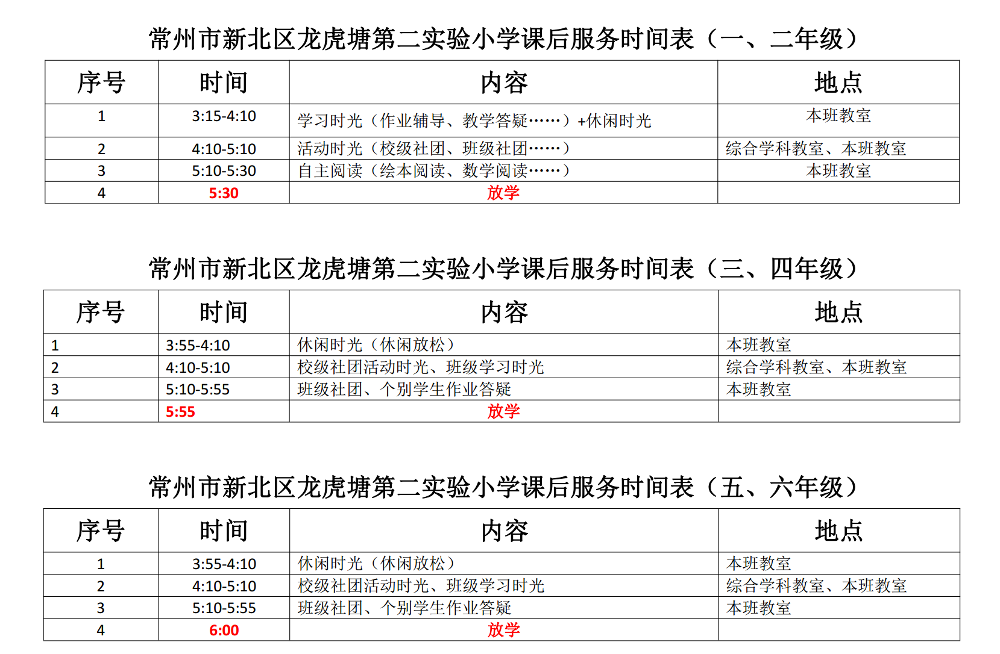 常州市新北区龙虎塘第二实验小学课后服务时间表（一、二年级）
序号 时间 内容 地点
1 3:15-4:10 学习时光（作业辅导、教学答疑……）+休闲时光 本班教室
2 4:10-5:10 活动时光（校级社团、班级社团……） 综合学科教室、本班教室
3 5:10-5:30 自主阅读（绘本阅读、数学阅读……） 本班教室
4 5:30 放学
常州市新北区龙虎塘第二实验小学课后服务时间表（三、四年级）
序号 时间 内容 地点
1 3:55-4:10 休闲时光（休闲放松） 本班教室
2 4:10-5:10 校级社团活动时光、班级学习时光 综合学科教室、本班教室
3 5:10-5:55 班级社团、个别学生作业答疑 本班教室
4 5:55 放学
常州市新北区龙虎塘第二实验小学课后服务时间表（五、六年级）
序号 时间 内容 地点
1 3:55-4:10 休闲时光（休闲放松） 本班教室
2 4:10-5:10 校级社团活动时光、班级学习时光 综合学科教室、本班教室
3 5:10-5:55 班级社团、个别学生作业答疑 本班教室
4 6:00 放学